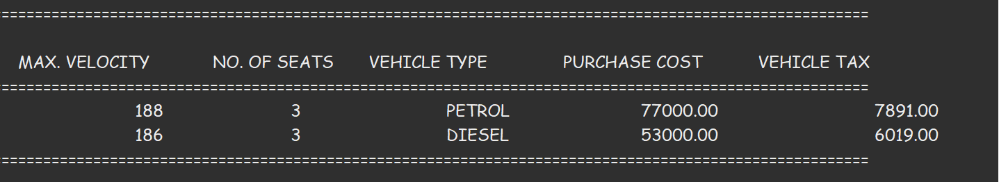 ==========================================================================================================
MAX. VELOCITY NO. OF SEATS VEHICLE TYPE PURCHASE COST VEHICLE TAX
==========================================================================================================
188 3 PETROL 77000.00 7891.00
186 3 DIESEL 53000.00 6019.00
==========================================================================================================